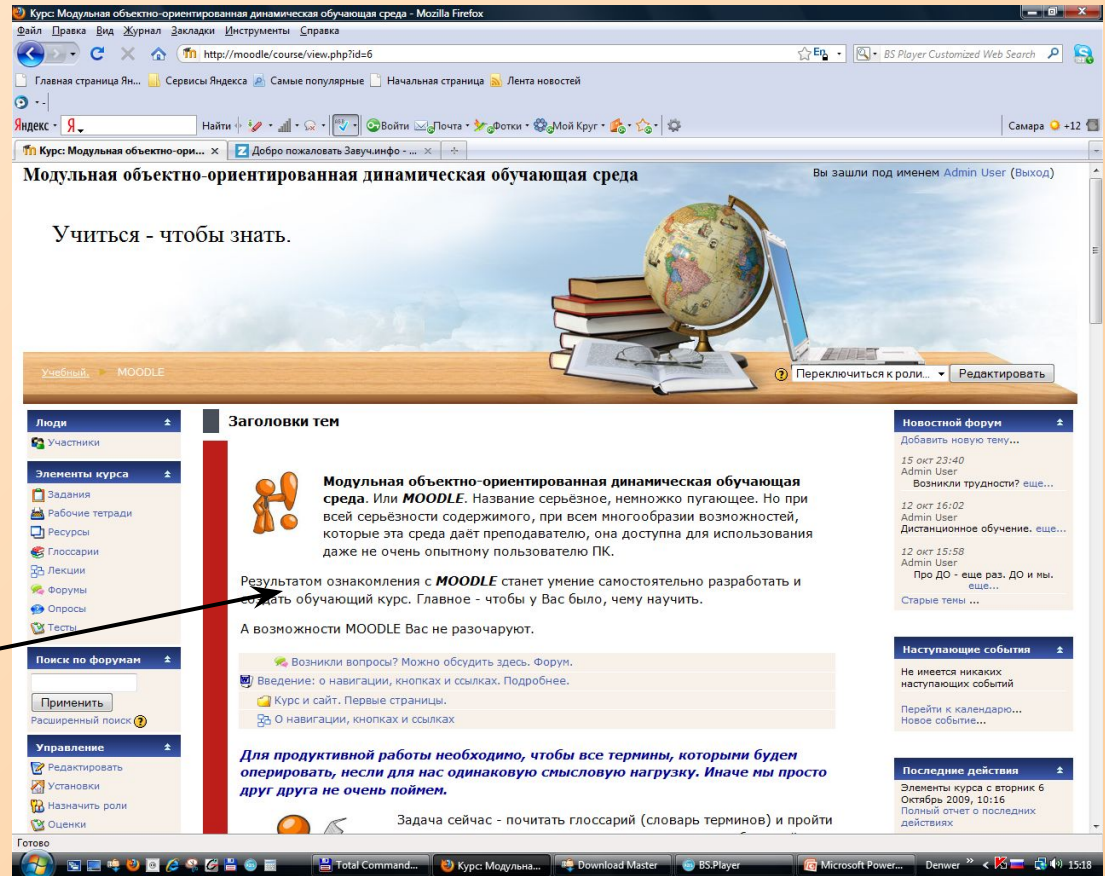 Курс: Модульная объектно-ориентированная динамическая обучающая среда - Mozilla Firefox
Файл Правка Вид Журнал Закладки Инструменты Справка
http://moodle/course/view.php?id=6
BS Player Customized Web Search
Главная страница Ян... Сервисы Яндекса Самые популярные Начальная страница Лента новостей
Яндекс Я Найти Войти Почта Фотки Мой Круг Самара +12
Курс: Модульная объектно-ори... Добро пожаловать Завуч.инфо - ...
Модульная объектно-ориентированная динамическая обучающая среда
Вы зашли под именем Admin User (Выход)
Учиться - чтобы знать.
Учебный. ► MOODLE
Переключиться к роли... Редактировать
Люди
Участники
Элементы курса
Задания
Рабочие тетради
Ресурсы
Глоссарии
Лекции
Форумы
Опросы
Тесты
Поиск по форумам
Применить
Расширенный поиск
Управление
Редактировать
Установки
Назначить роли
Оценки
Заголовки тем
Модульная объектно-ориентированная динамическая обучающая
среда. Или MOODLE. Название серьёзное, немножко пугающее. Но при
всей серьёзности содержимого, при всем многообразии возможностей,
которые эта среда даёт преподавателю, она доступна для использования
даже не очень опытному пользователю ПК.
Результатом ознакомления с MOODLE станет умение самостоятельно разработать и
создать обучающий курс. Главное - чтобы у Вас было, чему научить.
А возможности MOODLE Вас не разочаруют.
Возникли вопросы? Можно обсудить здесь. Форум.
Введение: о навигации, кнопках и ссылках. Подробнее.
Курс и сайт. Первые страницы.
О навигации, кнопках и ссылках
Для продуктивной работы необходимо, чтобы все термины, которыми будем
оперировать, несли для нас одинаковую смысловую нагрузку. Иначе мы просто
друг друга не очень поймем.
Задача сейчас - почитать глоссарий (словарь терминов) и пройти
Новостной форум
Добавить новую тему...
15 окт 23:40
Admin User
Возникли трудности? еще...
12 окт 16:02
Admin User
Дистанционное обучение. еще...
12 окт 15:58
Admin User
Про ДО - еще раз. ДО и мы.
еще...
Старые темы ...
Наступающие события
Не имеется никаких
наступающих событий
Перейти к календарю...
Новое событие...
Последние действия
Элементы курса с вторник 6
Октябрь 2009, 10:16
Полный отчет о последних
действиях
Готово
Total Command... Курс: Модульна... Download Master BS.Player Microsoft Power... Denwer 15:18